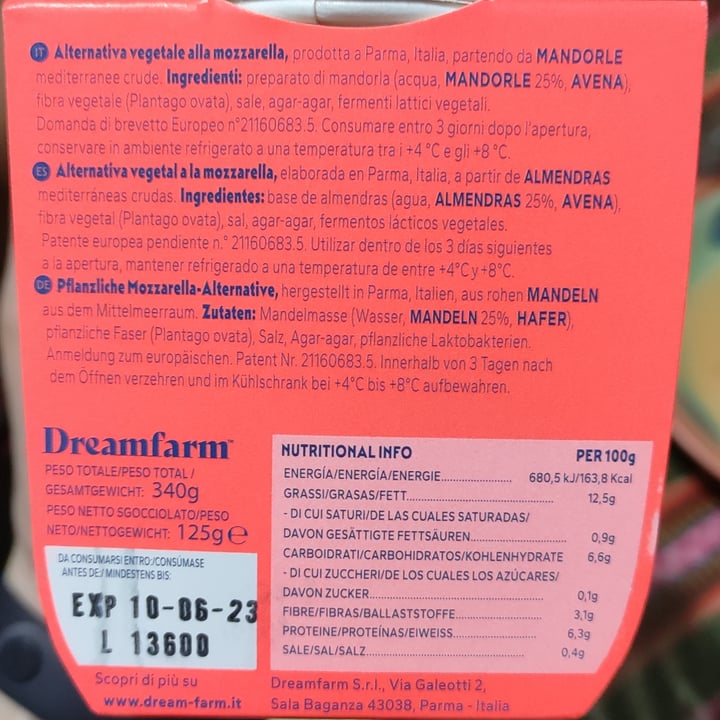 IT Alternativa vegetale alla mozzarella, prodotta a Parma, Italia, partendo da MANDORLE
mediterranee crude. Ingredienti: preparato di mandorla (acqua, MANDORLE 25%, AVENA),
fibra vegetale (Plantago ovata), sale, agar-agar, fermenti lattici vegetali.
Domanda di brevetto Europeo n°21160683.5. Consumare entro 3 giorni dopo l'apertura,
conservare in ambiente refrigerato a una temperatura tra i +4 °C e gli +8 °C.
ES Alternativa vegetal a la mozzarella, elaborada en Parma, Italia, a partir de ALMENDRAS
mediterráneas crudas. Ingredientes: base de almendras (agua, ALMENDRAS 25%, AVENA),
fibra vegetal (Plantago ovata), sal, agar-agar, fermentos lácticos vegetales.
Patente europea pendiente n.° 21160683.5. Utilizar dentro de los 3 días siguientes
a la apertura, mantener refrigerado a una temperatura de entre +4°C y +8°C.
DE Pflanzliche Mozzarella-Alternative, hergestellt in Parma, Italien, aus rohen MANDELN
aus dem Mittelmeerraum. Zutaten: Mandelmasse (Wasser, MANDELN 25%, HAFER),
pflanzliche Faser (Plantago ovata), Salz, Agar-agar, pflanzliche Laktobakterien.
Anmeldung zum europäischen. Patent Nr. 21160683.5. Innerhalb von 3 Tagen nach
dem Öffnen verzehren und im Kühlschrank bei +4°C bis +8°C aufbewahren.
Dreamfarm™
PESO TOTALE/PESO TOTAL /
GESAMTGEWICHT: 340g
PESO NETTO SGOCCIOLATO/PESO
NETO/NETTOGEWICHT: 125g e
DA CONSUMARSI ENTRO:/CONSÚMASE
ANTES DE:/ MINDESTENS BIS:
EXP 10-06-23
L 13600
Scopri di più su
www.dream-farm.it
NUTRITIONAL INFO PER 100g
ENERGÍA/ENERGÍA/ENERGIE 680,5 kJ/163,8 Kcal
GRASSI/GRASAS/FETT 12,5g
- DI CUI SATURI/DE LAS CUALES SATURADAS/
DAVON GESÄTTIGTE FETTSÄUREN 0,9g
CARBOIDRATI/CARBOHIDRATOS/KOHLENHYDRATE 6,6g
- DI CUI ZUCCHERI/DE LOS CUALES LOS AZÚCARES/
DAVON ZUCKER 0,1g
FIBRE/FIBRAS/BALLASTSTOFFE 3,1g
PROTEINE/PROTEÍNAS/EIWEISS 6,3g
SALE/SAL/SALZ 0,4g
Dreamfarm S.r.l., Via Galeotti 2,
Sala Baganza 43038, Parma - Italia